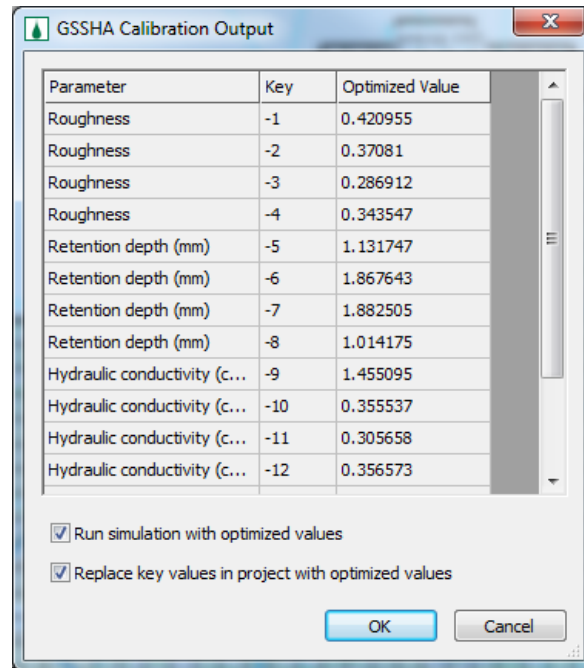 GSSHA Calibration Output
Parameter Key Optimized Value
Roughness -1 0.420955
Roughness -2 0.37081
Roughness -3 0.286912
Roughness -4 0.343547
Retention depth (mm) -5 1.131747
Retention depth (mm) -6 1.867643
Retention depth (mm) -7 1.882505
Retention depth (mm) -8 1.014175
Hydraulic conductivity (c... -9 1.455095
Hydraulic conductivity (c... -10 0.355537
Hydraulic conductivity (c... -11 0.305658
Hydraulic conductivity (c... -12 0.356573
Run simulation with optimized values
Replace key values in project with optimized values
OK Cancel